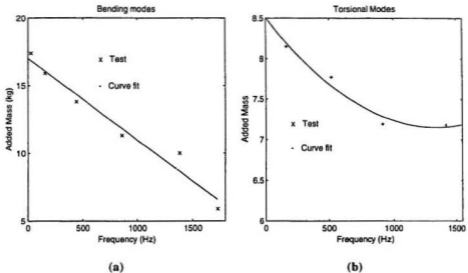 Bending modes
20
15
10
5
0
500
1000
1500
Added Mass (kg)
Frequency (Hz)
x Test
- Curve fit
(a)
Torsional Modes
8.5
8
7.5
7
6.5
6
0
500
1000
1500
Added Mass
Frequency (Hz)
x Test
- Curve fit
(b)